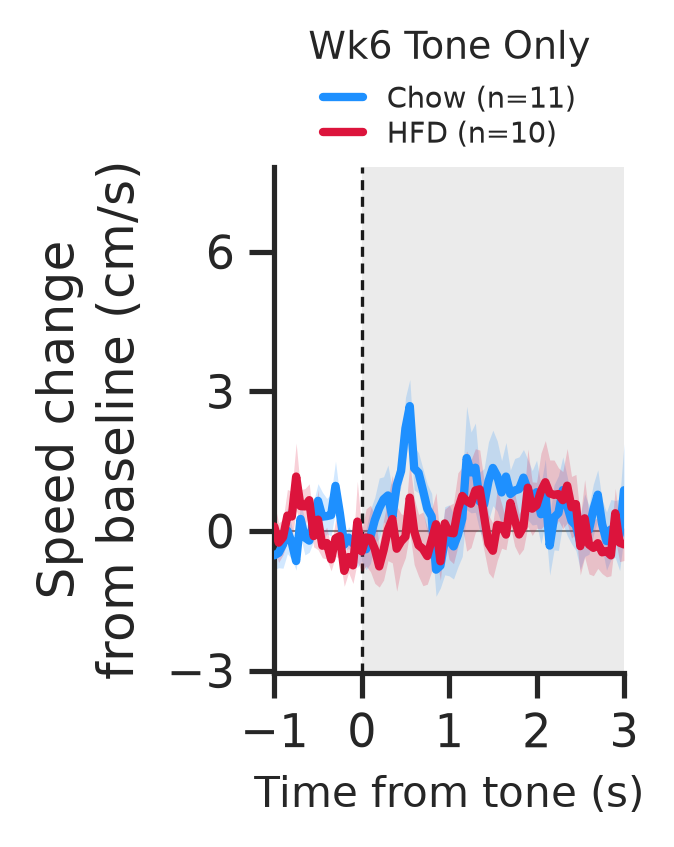 Wk6 Tone Only
Chow (n=11)
HFD (n=10)
Speed change
from baseline (cm/s)
6
3
0
−3
−1 0 1 2 3
Time from tone (s)